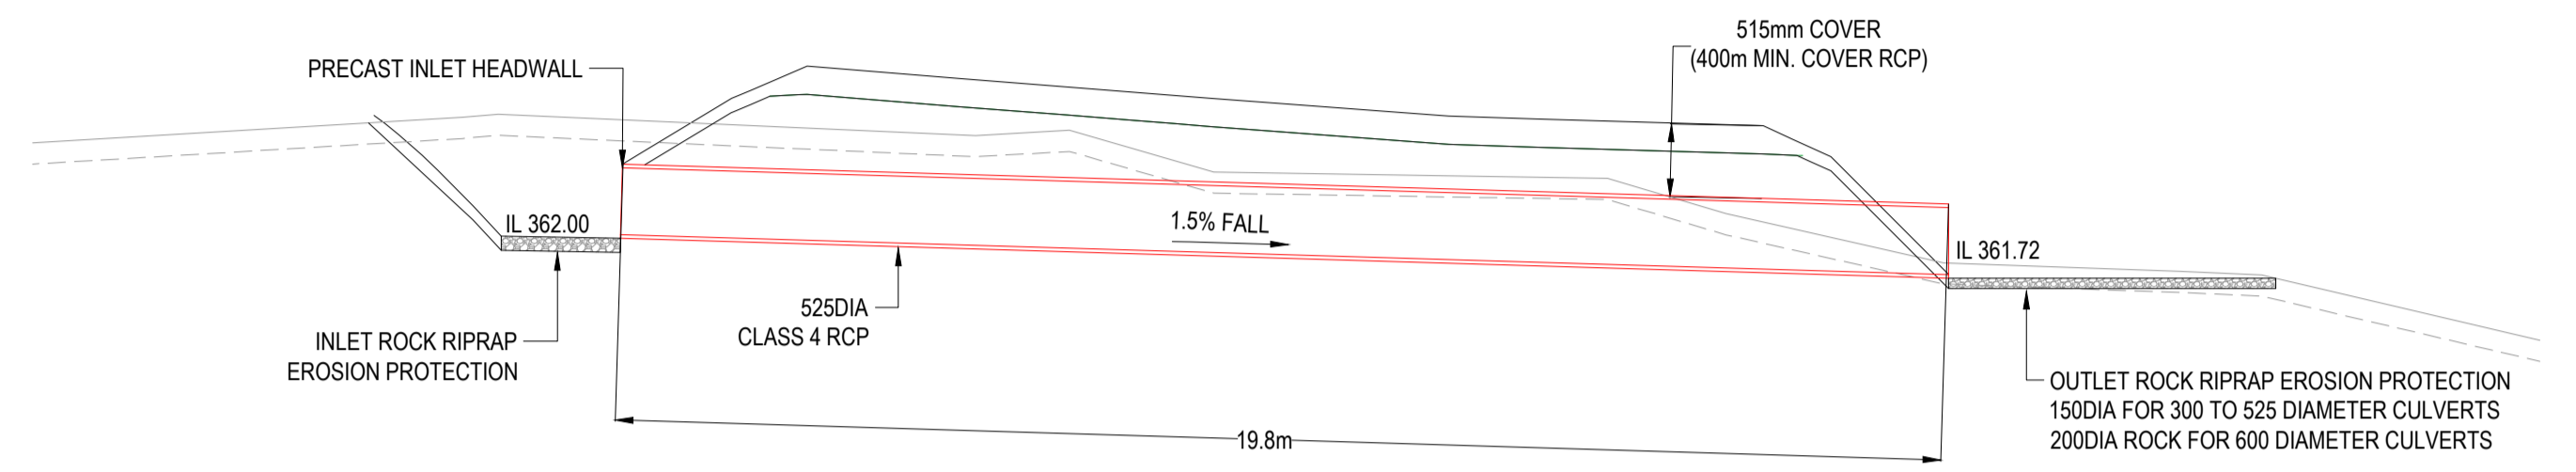 515mm COVER
(400m MIN. COVER RCP)
PRECAST INLET HEADWALL
IL 362.00
1.5% FALL
IL 361.72
525DIA
CLASS 4 RCP
INLET ROCK RIPRAP
EROSION PROTECTION
OUTLET ROCK RIPRAP EROSION PROTECTION
150DIA FOR 300 TO 525 DIAMETER CULVERTS
200DIA ROCK FOR 600 DIAMETER CULVERTS
19.8m